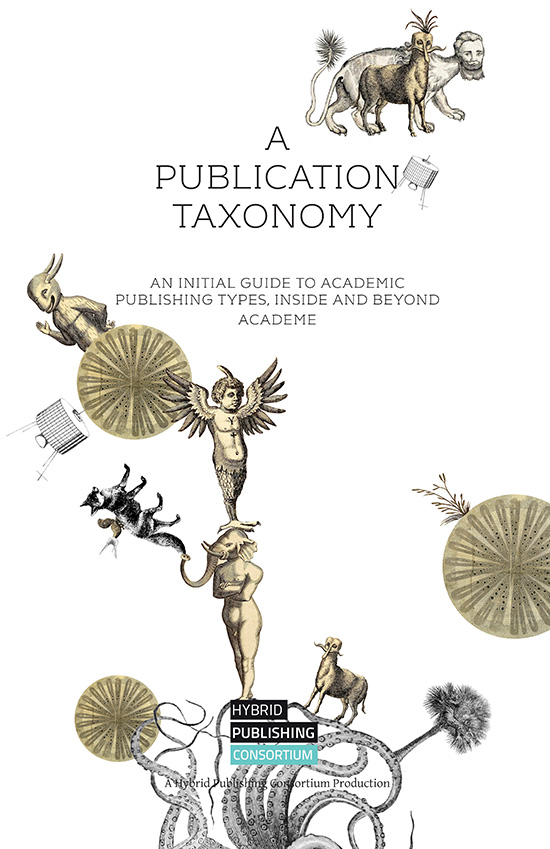 A
PUBLICATION
TAXONOMY
AN INITIAL GUIDE TO ACADEMIC
PUBLISHING TYPES, INSIDE AND BEYOND
ACADEME
HYBRID
PUBLISHING
CONSORTIUM
A Hybrid Publishing Consortium Production